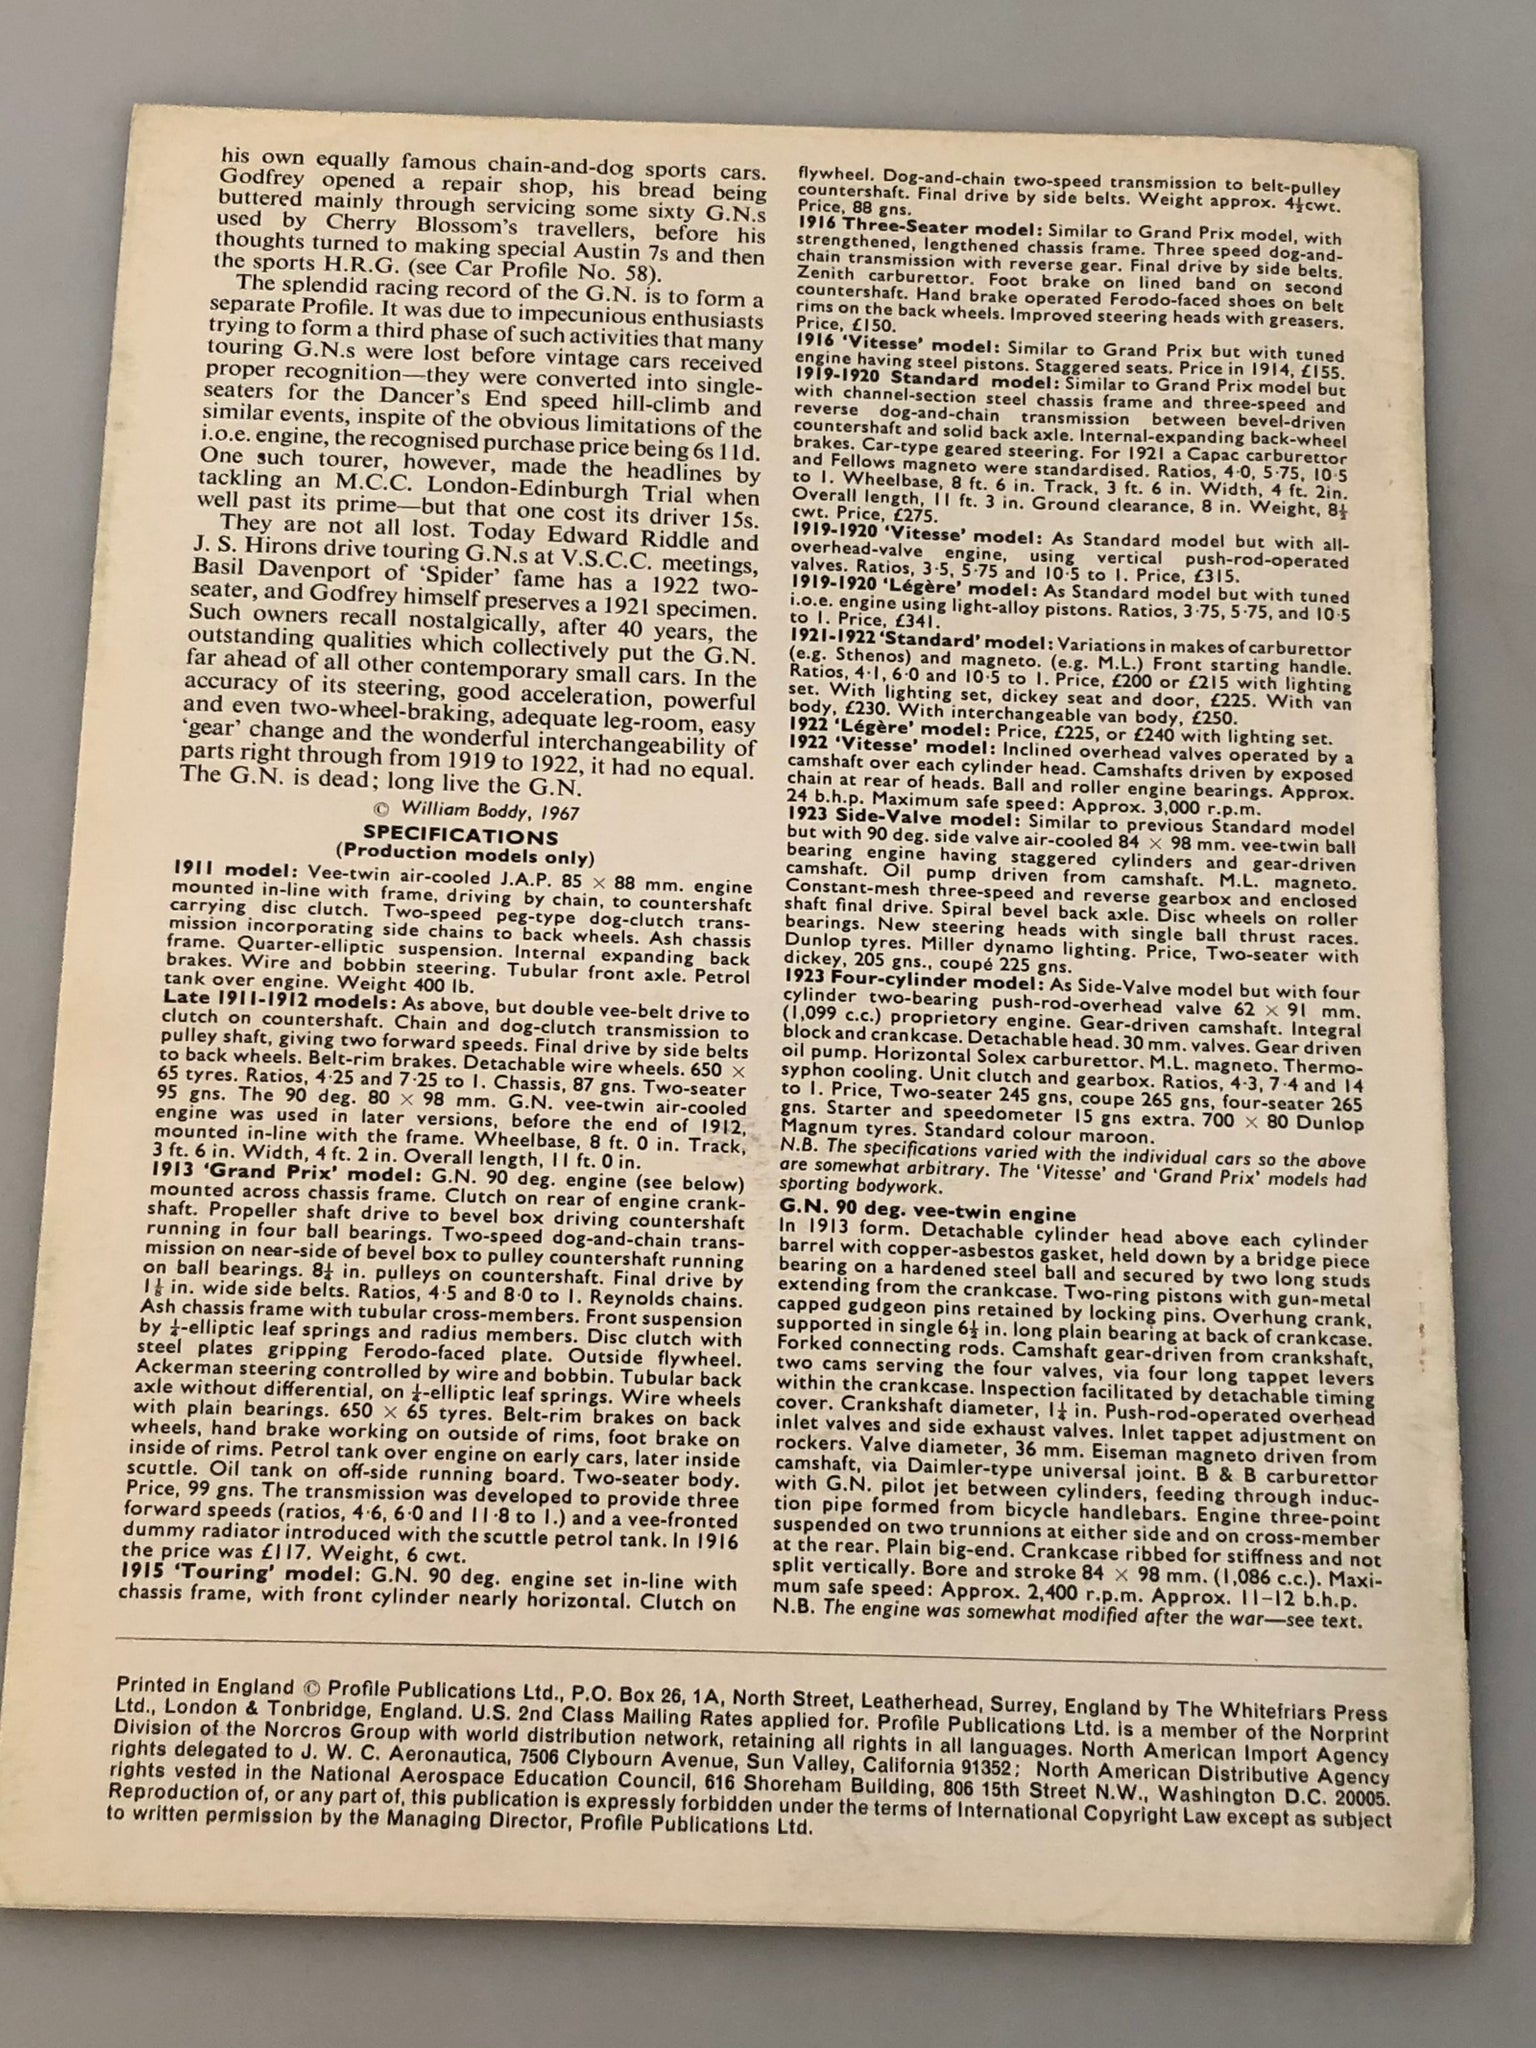 his own equally famous chain-and-dog sports cars.
Godfrey opened a repair shop, his bread being
buttered mainly through servicing some sixty G.N.s
used by Cherry Blossom's travellers, before his
thoughts turned to making special Austin 7s and then
the sports H.R.G. (see Car Profile No. 58).
The splendid racing record of the G.N. is to form a
separate Profile. It was due to impecunious enthusiasts
trying to form a third phase of such activities that many
touring G.N.s were lost before vintage cars received
proper recognition—they were converted into single-
seaters for the Dancer's End speed hill-climb and
similar events, inspite of the obvious limitations of the
i.o.e. engine, the recognised purchase price being 6s 11d.
One such tourer, however, made the headlines by
tackling an M.C.C. London-Edinburgh Trial when
well past its prime—but that one cost its driver 15s.
They are not all lost. Today Edward Riddle and
J. S. Hirons drive touring G.N.s at V.S.C.C. meetings,
Basil Davenport of 'Spider' fame has a 1922 two-
seater, and Godfrey himself preserves a 1921 specimen.
Such owners recall nostalgically, after 40 years, the
outstanding qualities which collectively put the G.N.
far ahead of all other contemporary small cars. In the
accuracy of its steering, good acceleration, powerful
and even two-wheel-braking, adequate leg-room, easy
'gear' change and the wonderful interchangeability of
parts right through from 1919 to 1922, it had no equal.
The G.N. is dead; long live the G.N.
© William Boddy, 1967
SPECIFICATIONS
(Production models only)
1911 model: Vee-twin air-cooled J.A.P. 85 × 88 mm. engine
mounted in-line with frame, driving by chain, to countershaft
carrying disc clutch. Two-speed peg-type dog-clutch trans-
mission incorporating side chains to back wheels. Ash chassis
frame. Quarter-elliptic suspension. Internal expanding back
brakes. Wire and bobbin steering. Tubular front axle. Petrol
tank over engine. Weight 400 lb.
Late 1911-1912 models: As above, but double vee-belt drive to
clutch on countershaft. Chain and dog-clutch transmission to
pulley shaft, giving two forward speeds. Final drive by side belts
to back wheels. Belt-rim brakes. Detachable wire wheels. 650 ×
65 tyres. Ratios, 4·25 and 7·25 to 1. Chassis, 87 gns. Two-seater
95 gns. The 90 deg. 80 × 98 mm. G.N. vee-twin air-cooled
engine was used in later versions, before the end of 1912,
mounted in-line with the frame. Wheelbase, 8 ft. 0 in. Track,
3 ft. 6 in. Width, 4 ft. 2 in. Overall length, 11 ft. 0 in.
1913 'Grand Prix' model: G.N. 90 deg. engine (see below)
mounted across chassis frame. Clutch on rear of engine crank-
shaft. Propeller shaft drive to bevel box driving countershaft
running in four ball bearings. Two-speed dog-and-chain trans-
mission on near-side of bevel box to pulley countershaft running
on ball bearings. 8¼ in. pulleys on countershaft. Final drive by
1⅛ in. wide side belts. Ratios, 4·5 and 8·0 to 1. Reynolds chains.
Ash chassis frame with tubular cross-members. Front suspension
by ¼-elliptic leaf springs and radius members. Disc clutch with
steel plates gripping Ferodo-faced plate. Outside flywheel.
Ackerman steering controlled by wire and bobbin. Tubular back
axle without differential, on ¼-elliptic leaf springs. Wire wheels
with plain bearings. 650 × 65 tyres. Belt-rim brakes on back
wheels, hand brake working on outside of rims, foot brake on
inside of rims. Petrol tank over engine on early cars, later inside
scuttle. Oil tank on off-side running board. Two-seater body.
Price, 99 gns. The transmission was developed to provide three
forward speeds (ratios, 4·6, 6·0 and 11·8 to 1.) and a vee-fronted
dummy radiator introduced with the scuttle petrol tank. In 1916
the price was £117. Weight, 6 cwt.
1915 'Touring' model: G.N. 90 deg. engine set in-line with
chassis frame, with front cylinder nearly horizontal. Clutch on
flywheel. Dog-and-chain two-speed transmission to belt-pulley
countershaft. Final drive by side belts. Weight approx. 4½cwt.
Price, 88 gns.
1916 Three-Seater model: Similar to Grand Prix model, with
strengthened, lengthened chassis frame. Three speed dog-and-
chain transmission with reverse gear. Final drive by side belts.
Zenith carburettor. Foot brake on lined band on second
countershaft. Hand brake operated Ferodo-faced shoes on belt
rims on the back wheels. Improved steering heads with greasers.
Price, £150.
1916 'Vitesse' model: Similar to Grand Prix but with tuned
engine having steel pistons. Staggered seats. Price in 1914, £155.
1919-1920 Standard model: Similar to Grand Prix model but
with channel-section steel chassis frame and three-speed and
reverse dog-and-chain transmission between bevel-driven
countershaft and solid back axle. Internal-expanding back-wheel
brakes. Car-type geared steering. For 1921 a Capac carburettor
and Fellows magneto were standardised. Ratios, 4·0, 5·75, 10·5
to 1. Wheelbase, 8 ft. 6 in. Track, 3 ft. 6 in. Width, 4 ft. 2in.
Overall length, 11 ft. 3 in. Ground clearance, 8 in. Weight, 8½
cwt. Price, £275.
1919-1920 'Vitesse' model: As Standard model but with all-
overhead-valve engine, using vertical push-rod-operated
valves. Ratios, 3·5, 5·75 and 10·5 to 1. Price, £315.
1919-1920 'Légère' model: As Standard model but with tuned
i.o.e. engine using light-alloy pistons. Ratios, 3·75, 5·75, and 10·5
to 1. Price, £341.
1921-1922 'Standard' model: Variations in makes of carburettor
(e.g. Sthenos) and magneto. (e.g. M.L.) Front starting handle.
Ratios, 4·1, 6·0 and 10·5 to 1. Price, £200 or £215 with lighting
set. With lighting set, dickey seat and door, £225. With van
body, £230. With interchangeable van body, £250.
1922 'Légère' model: Price, £225, or £240 with lighting set.
1922 'Vitesse' model: Inclined overhead valves operated by a
camshaft over each cylinder head. Camshafts driven by exposed
chain at rear of heads. Ball and roller engine bearings. Approx.
24 b.h.p. Maximum safe speed: Approx. 3,000 r.p.m.
1923 Side-Valve model: Similar to previous Standard model
but with 90 deg. side valve air-cooled 84 × 98 mm. vee-twin ball
bearing engine having staggered cylinders and gear-driven
camshaft. Oil pump driven from camshaft. M.L. magneto.
Constant-mesh three-speed and reverse gearbox and enclosed
shaft final drive. Spiral bevel back axle. Disc wheels on roller
bearings. New steering heads with single ball thrust races.
Dunlop tyres. Miller dynamo lighting. Price, Two-seater with
dickey, 205 gns., coupé 225 gns.
1923 Four-cylinder model: As Side-Valve model but with four
cylinder two-bearing push-rod-overhead valve 62 × 91 mm.
(1,099 c.c.) proprietory engine. Gear-driven camshaft. Integral
block and crankcase. Detachable head. 30 mm. valves. Gear driven
oil pump. Horizontal Solex carburettor. M.L. magneto. Thermo-
syphon cooling. Unit clutch and gearbox. Ratios, 4·3, 7·4 and 14
to 1. Price, Two-seater 245 gns, coupe 265 gns, four-seater 265
gns. Starter and speedometer 15 gns extra. 700 × 80 Dunlop
Magnum tyres. Standard colour maroon.
N.B. The specifications varied with the individual cars so the above
are somewhat arbitrary. The 'Vitesse' and 'Grand Prix' models had
sporting bodywork.
G.N. 90 deg. vee-twin engine
In 1913 form. Detachable cylinder head above each cylinder
barrel with copper-asbestos gasket, held down by a bridge piece
bearing on a hardened steel ball and secured by two long studs
extending from the crankcase. Two-ring pistons with gun-metal
capped gudgeon pins retained by locking pins. Overhung crank,
supported in single 6½ in. long plain bearing at back of crankcase.
Forked connecting rods. Camshaft gear-driven from crankshaft,
two cams serving the four valves, via four long tappet levers
within the crankcase. Inspection facilitated by detachable timing
cover. Crankshaft diameter, 1¼ in. Push-rod-operated overhead
inlet valves and side exhaust valves. Inlet tappet adjustment on
rockers. Valve diameter, 36 mm. Eiseman magneto driven from
camshaft, via Daimler-type universal joint. B & B carburettor
with G.N. pilot jet between cylinders, feeding through induc-
tion pipe formed from bicycle handlebars. Engine three-point
suspended on two trunnions at either side and on cross-member
at the rear. Plain big-end. Crankcase ribbed for stiffness and not
split vertically. Bore and stroke 84 × 98 mm. (1,086 c.c.). Maxi-
mum safe speed: Approx. 2,400 r.p.m. Approx. 11–12 b.h.p.
N.B. The engine was somewhat modified after the war—see text.
Printed in England © Profile Publications Ltd., P.O. Box 26, 1A, North Street, Leatherhead, Surrey, England by The Whitefriars Press
Ltd., London & Tonbridge, England. U.S. 2nd Class Mailing Rates applied for. Profile Publications Ltd. is a member of the Norprint
Division of the Norcros Group with world distribution network, retaining all rights in all languages. North American Import Agency
rights delegated to J. W. C. Aeronautica, 7506 Clybourn Avenue, Sun Valley, California 91352; North American Distributive Agency
rights vested in the National Aerospace Education Council, 616 Shoreham Building, 806 15th Street N.W., Washington D.C. 20005.
Reproduction of, or any part of, this publication is expressly forbidden under the terms of International Copyright Law except as subject
to written permission by the Managing Director, Profile Publications Ltd.